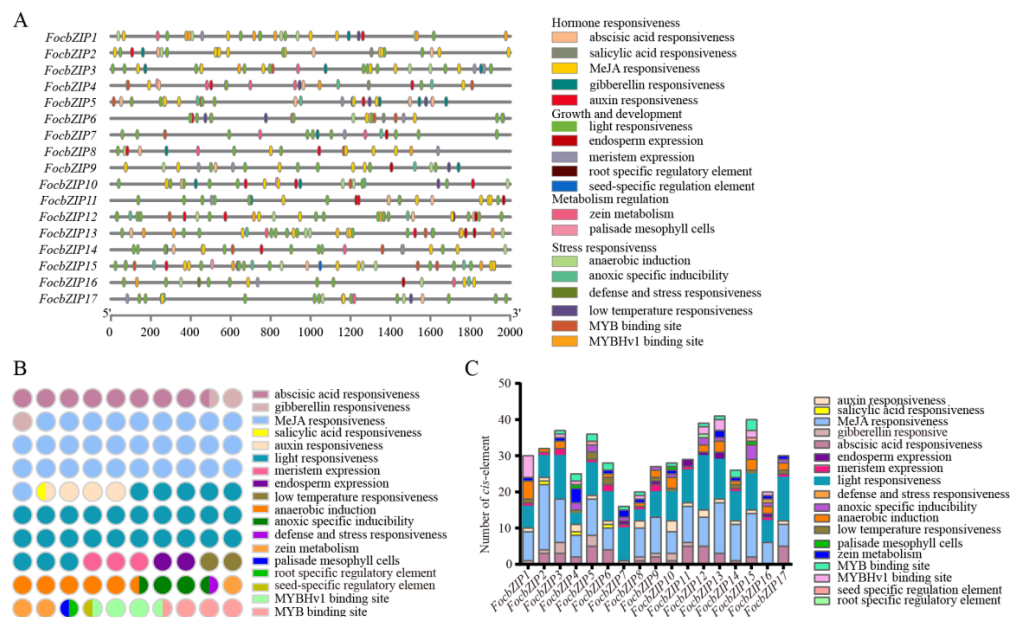 A
FocbZIP1
FocbZIP2
FocbZIP3
FocbZIP4
FocbZIP5
FocbZIP6
FocbZIP7
FocbZIP8
FocbZIP9
FocbZIP10
FocbZIP11
FocbZIP12
FocbZIP13
FocbZIP14
FocbZIP15
FocbZIP16
FocbZIP17
5' 3'
0 200 400 600 800 1000 1200 1400 1600 1800 2000
Hormone responsiveness
abscisic acid responsiveness
salicylic acid responsiveness
MeJA responsiveness
gibberellin responsiveness
auxin responsiveness
Growth and development
light responsiveness
endosperm expression
meristem expression
root specific regulatory element
seed-specific regulation element
Metabolism regulation
zein metabolism
palisade mesophyll cells
Stress responsivenss
anaerobic induction
anoxic specific inducibility
defense and stress responsiveness
low temperature responsiveness
MYB binding site
MYBHv1 binding site
B
abscisic acid responsiveness
gibberellin responsiveness
MeJA responsiveness
salicylic acid responsiveness
auxin responsiveness
light responsiveness
meristem expression
endosperm expression
low temperature responsiveness
anaerobic induction
anoxic specific inducibility
defense and stress responsiveness
zein metabolism
palisade mesophyll cells
root specific regulatory element
seed-specific regulation elemen
MYBHv1 binding site
MYB binding site
C
Number of cis-element
50
40
30
20
10
0
FocbZIP1
FocbZIP2
FocbZIP3
FocbZIP4
FocbZIP5
FocbZIP6
FocbZIP7
FocbZIP8
FocbZIP9
FocbZIP10
FocbZIP11
FocbZIP12
FocbZIP13
FocbZIP14
FocbZIP15
FocbZIP16
FocbZIP17
auxin responsiveness
salicylic acid responsiveness
MeJA responsiveness
gibberellin responsive
abscisic acid responsiveness
endosperm expression
meristem expression
light responsiveness
defense and stress responsiveness
anoxic specific inducibility
anaerobic induction
low temperature responsiveness
palisade mesophyll cells
zein metabolism
MYB binding site
MYBHv1 binding site
seed specific regulation element
root specific regulatory element